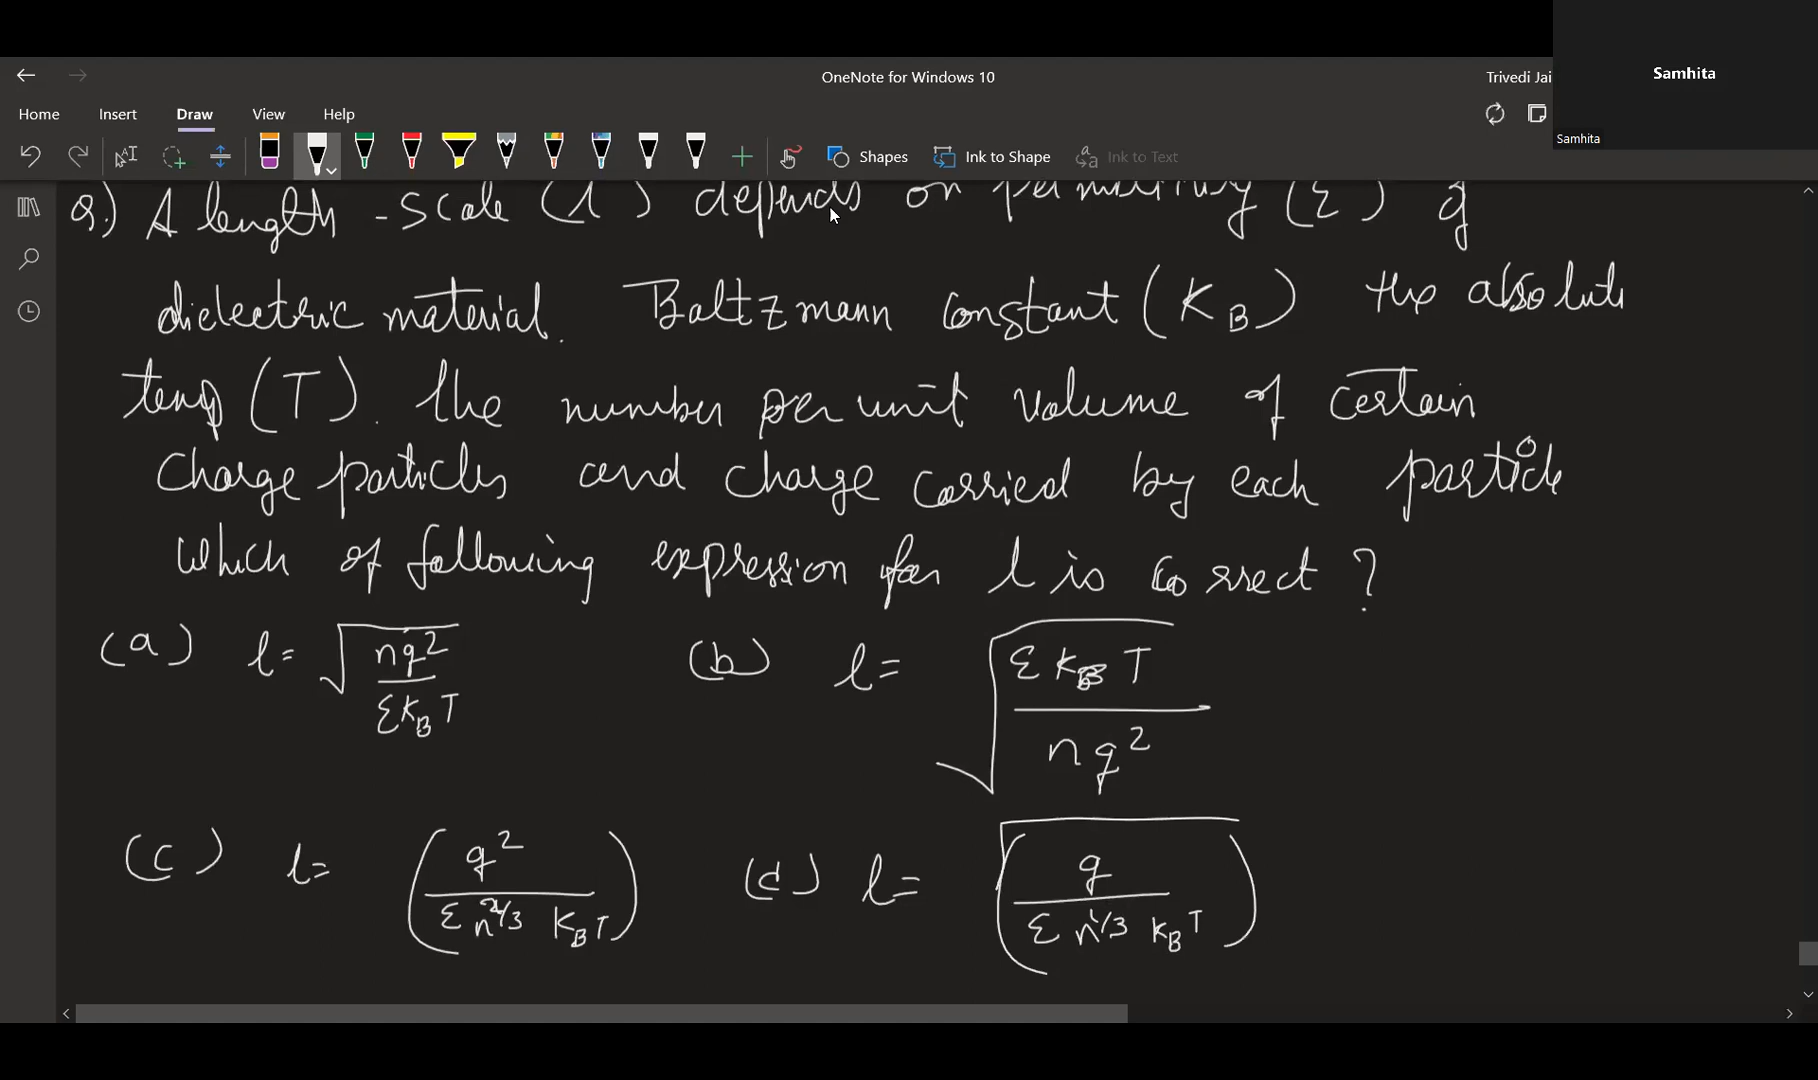 Samhita
OneNote for Windows 10
Trivedi Jai
Samhita
Home Insert Draw View Help
Shapes Ink to Shape Ink to Text
Q.) A length - scale (l) depends on permittivity (ε) of
dielectric material. Boltzmann constant (KB) the absolute
temp (T). the number per unit volume of certain
Charge particles and charge carried by each particle
which of following expression for l is correct ?
(a) l = √(nq²/εKBT) (b) l = √(εKBT/nq²)
(c) l = (q²/εn^2/3 KBT) (d) l = √(q/εn^1/3 KBT)